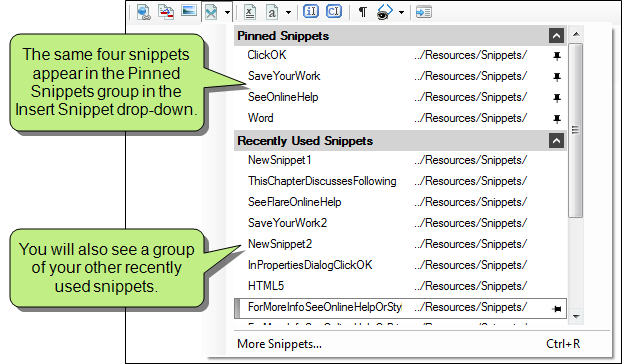 The same four snippets
appear in the Pinned
Snippets group in the
Insert Snippet drop-down.
Pinned Snippets
ClickOK ../Resources/Snippets/
SaveYourWork ../Resources/Snippets/
SeeOnlineHelp ../Resources/Snippets/
Word ../Resources/Snippets/
Recently Used Snippets
NewSnippet1 ../Resources/Snippets/
ThisChapterDiscussesFollowing ../Resources/Snippets/
SeeFlareOnlineHelp ../Resources/Snippets/
SaveYourWork2 ../Resources/Snippets/
You will also see a group
of your other recently
used snippets.
NewSnippet2 ../Resources/Snippets/
InPropertiesDialogClickOK ../Resources/Snippets/
HTML5 ../Resources/Snippets/
ForMoreInfoSeeOnlineHelpOrSty ../Resources/Snippets/
More Snippets... Ctrl+R